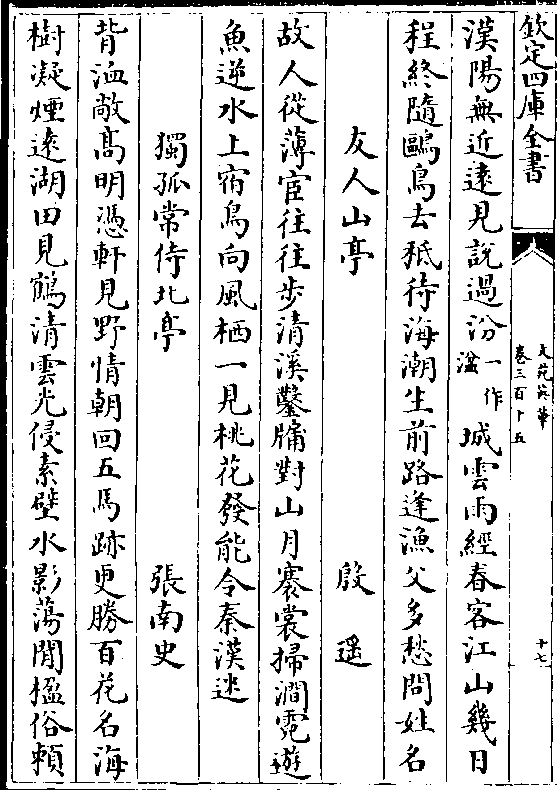 欽定四庫全書
文苑英華
卷三百十五
十七
漢陽無近遠見說過汾一作湓城雲雨經春客江山幾日
程終隨鷗鳥去秪待海潮生前路逢漁父多愁問姓名
友人山亭 殷遥
故人從薄宦往往步清溪鑿牗對山月褰裳掃澗霓遊
魚逆水上宿鳥向風栖一見桃花發能令秦漢迷
獨孤常侍北亭 張南史
背洫敞高明憑軒見野情朝回五馬跡更勝百花名海
樹凝煙遠湖田見鶴清雲光侵素壁水影蕩閒楹俗頼